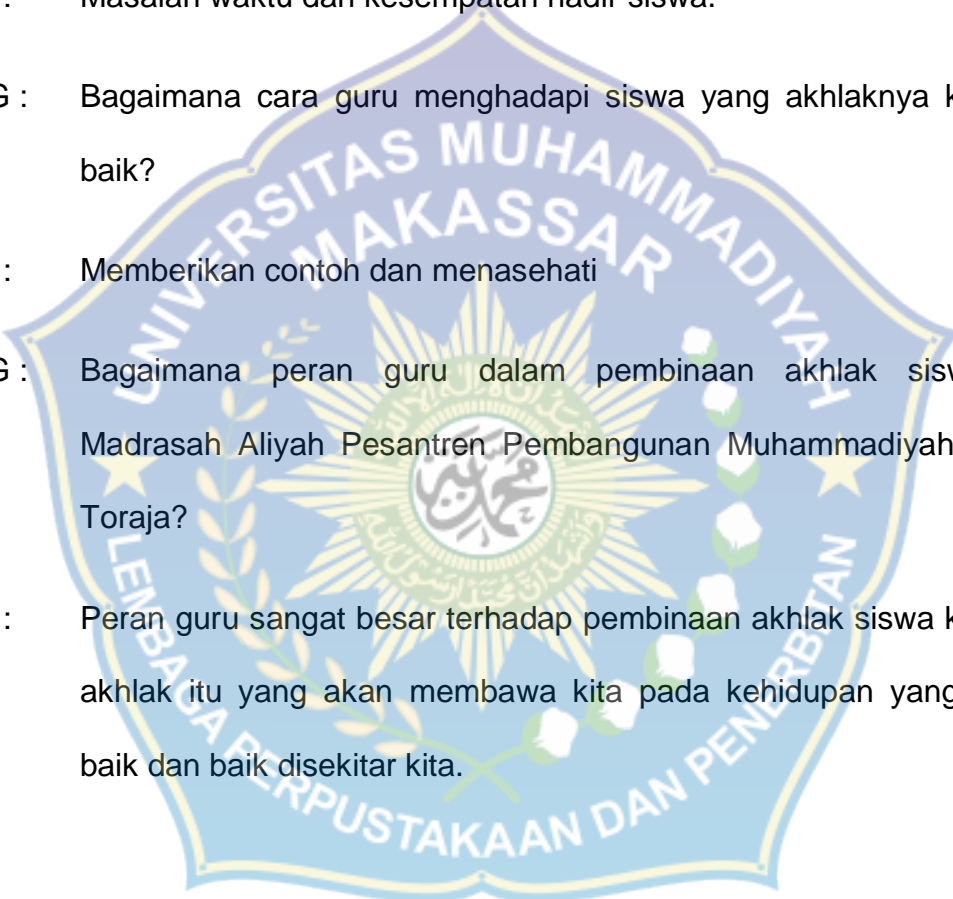 : Masalah waktu dan kesempatan hadir siswa.
G : Bagaimana cara guru menghadapi siswa yang akhlaknya
baik?
: Memberikan contoh dan menasehati
G : Bagaimana peran guru dalam pembinaan akhlak
Madrasah Aliyah Pesantren Pembangunan Muhammadiyah
Toraja?
: Peran guru sangat besar terhadap pembinaan akhlak siswa
akhlak itu yang akan membawa kita pada kehidupan yang
baik dan baik disekitar kita.
UNIVERSITAS MUHAMMADIYAH
MAKASSAR
LEMBAGA PERPUSTAKAAN DAN PENERBITAN